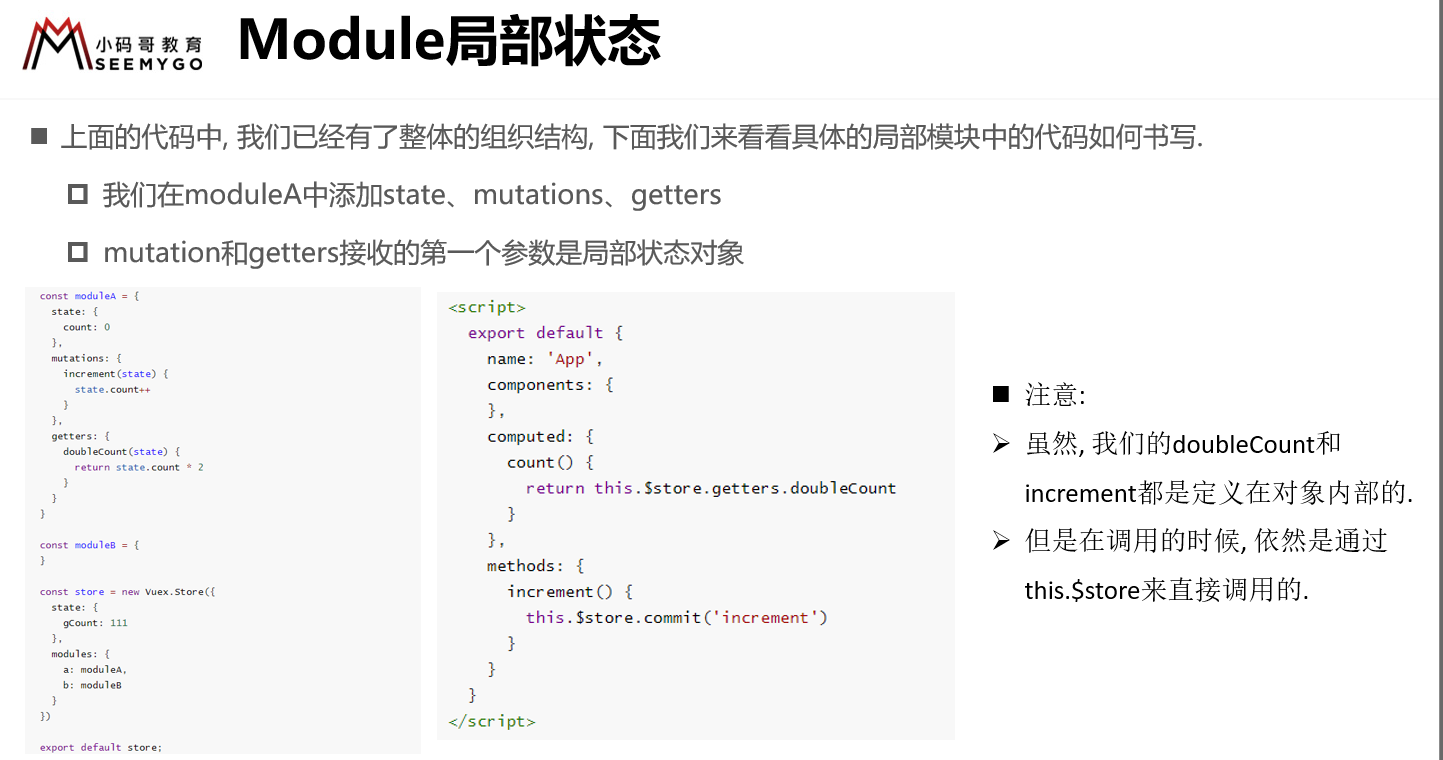 小码哥教育
SEEMYGO
Module局部状态
上面的代码中, 我们已经有了整体的组织结构, 下面我们来看看具体的局部模块中的代码如何书写.
我们在moduleA中添加state、mutations、getters
mutation和getters接收的第一个参数是局部状态对象
const moduleA = {
state: {
count: 0
},
mutations: {
increment(state) {
state.count++
}
},
getters: {
doubleCount(state) {
return state.count * 2
}
}
}
const moduleB = {
}
const store = new Vuex.Store({
state: {
gCount: 111
},
modules: {
a: moduleA,
b: moduleB
}
})
export default store;
<script>
export default {
name: 'App',
components: {
},
computed: {
count() {
return this.$store.getters.doubleCount
}
},
methods: {
increment() {
this.$store.commit('increment')
}
}
}
</script>
注意:
虽然, 我们的doubleCount和
increment都是定义在对象内部的.
但是在调用的时候, 依然是通过
this.$store来直接调用的.